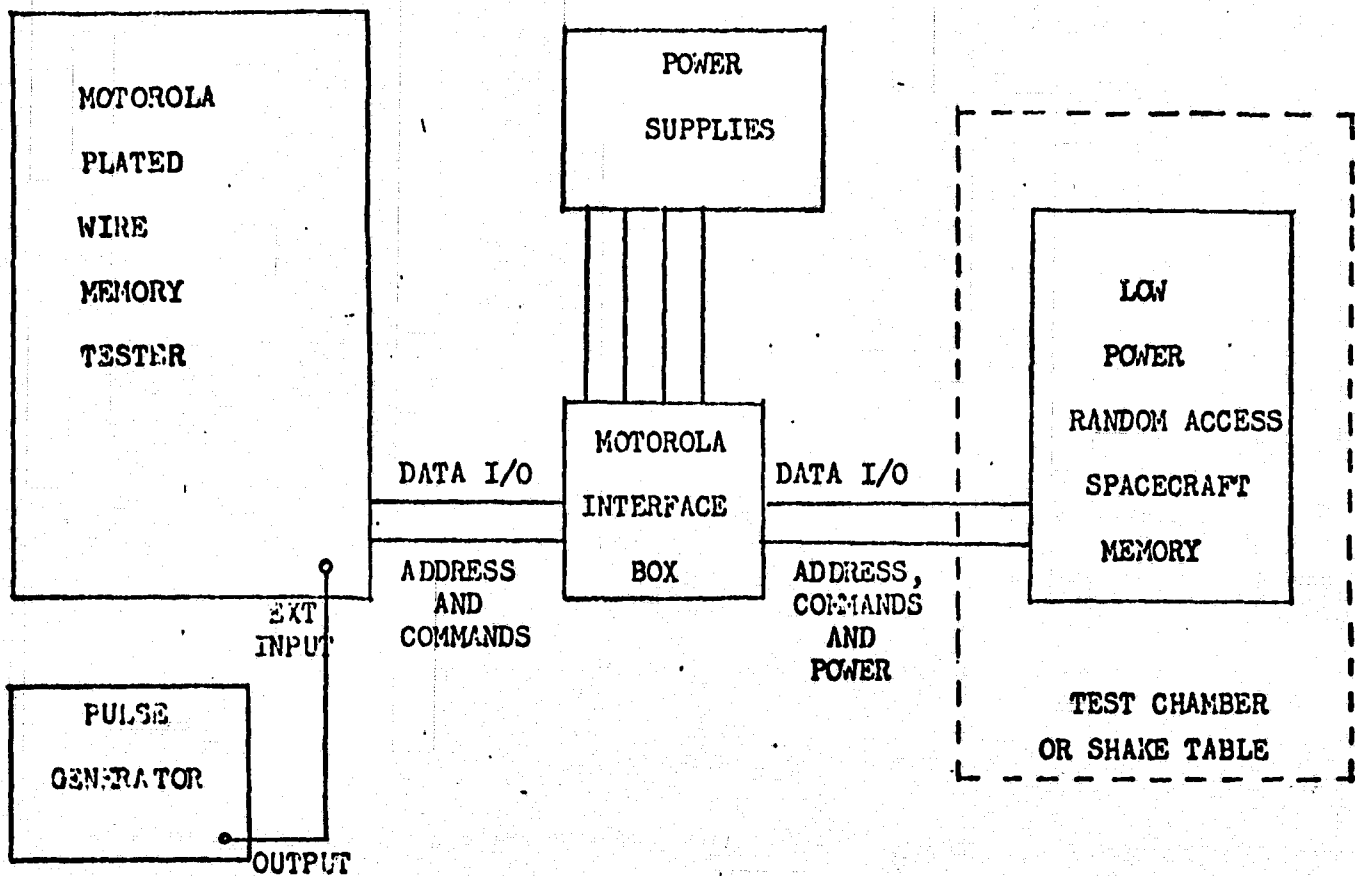 MOTOROLA
PLATED
WIRE
MEMORY
TESTER
EXT
INPUT
PULSE
GENERATOR
OUTPUT
DATA I/O
ADDRESS
AND
COMMANDS
POWER
SUPPLIES
MOTOROLA
INTERFACE
BOX
DATA I/O
ADDRESS,
COMMANDS
AND
POWER
LOW
POWER
RANDOM ACCESS
SPACECRAFT
MEMORY
TEST CHAMBER
OR SHAKE TABLE